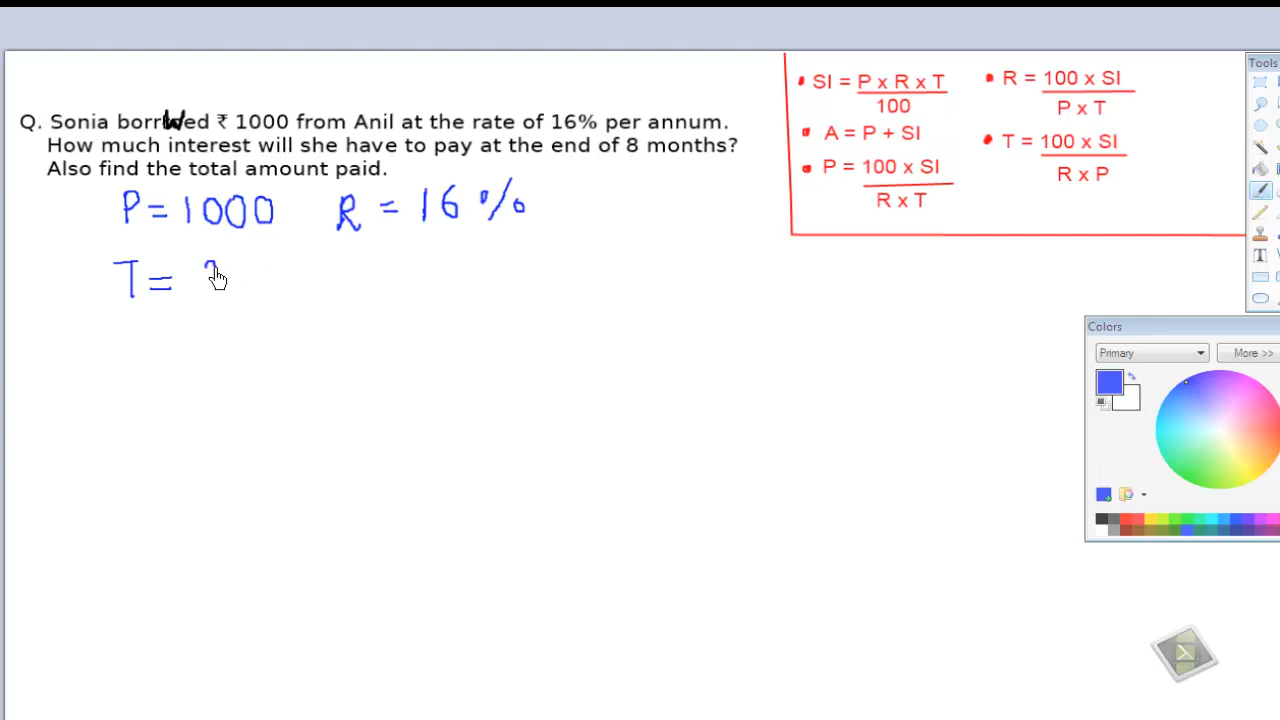 Q. Sonia borrwed ₹ 1000 from Anil at the rate of 16% per annum.
How much interest will she have to pay at the end of 8 months?
Also find the total amount paid.
P = 1000 R = 16 %
T =
SI = P x R x T
100
A = P + SI
P = 100 x SI
R x T
R = 100 x SI
P x T
T = 100 x SI
R x P
Tools
Colors
Primary
More >>